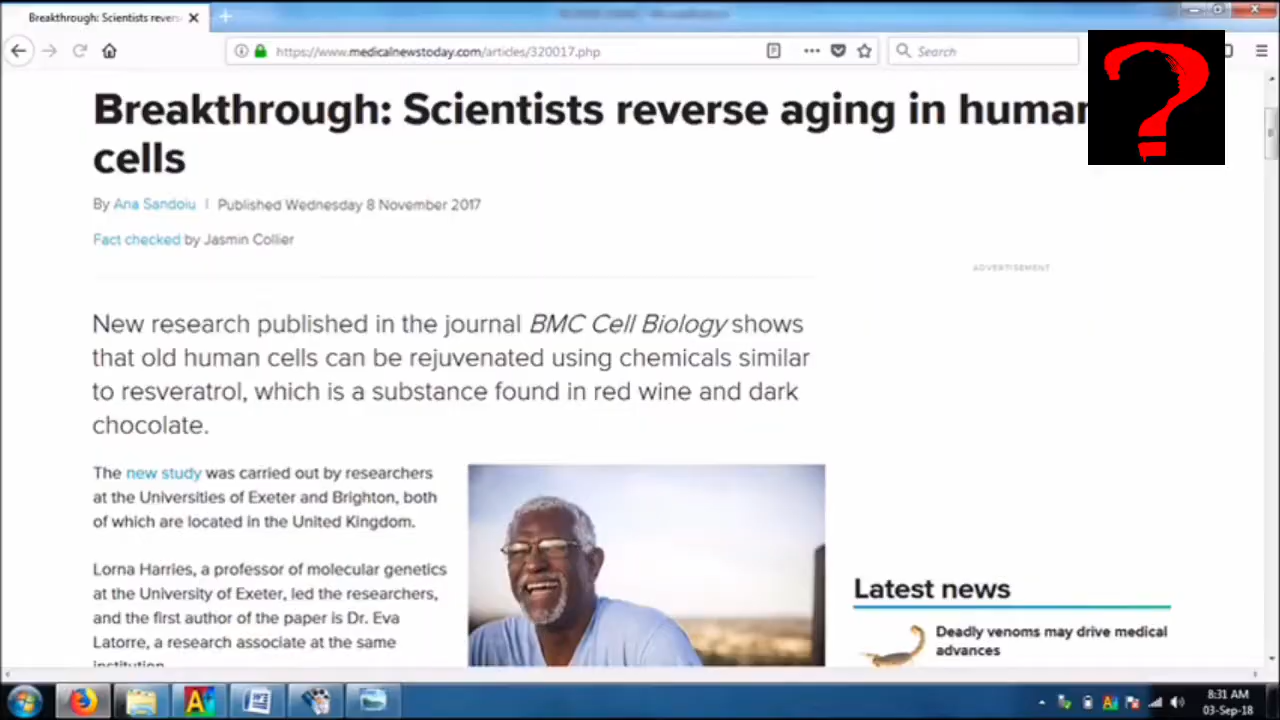 Breakthrough: Scientists revers
https://www.medicalnewstoday.com/articles/320017.php
Search
Breakthrough: Scientists reverse aging in human
cells
By Ana Sandoiu | Published Wednesday 8 November 2017
Fact checked by Jasmin Collier
ADVERTISEMENT
New research published in the journal BMC Cell Biology shows
that old human cells can be rejuvenated using chemicals similar
to resveratrol, which is a substance found in red wine and dark
chocolate.
The new study was carried out by researchers
at the Universities of Exeter and Brighton, both
of which are located in the United Kingdom.
Lorna Harries, a professor of molecular genetics
at the University of Exeter, led the researchers,
and the first author of the paper is Dr. Eva
Latorre, a research associate at the same
institution.
Latest news
Deadly venoms may drive medical
advances
8:31 AM
03-Sep-18